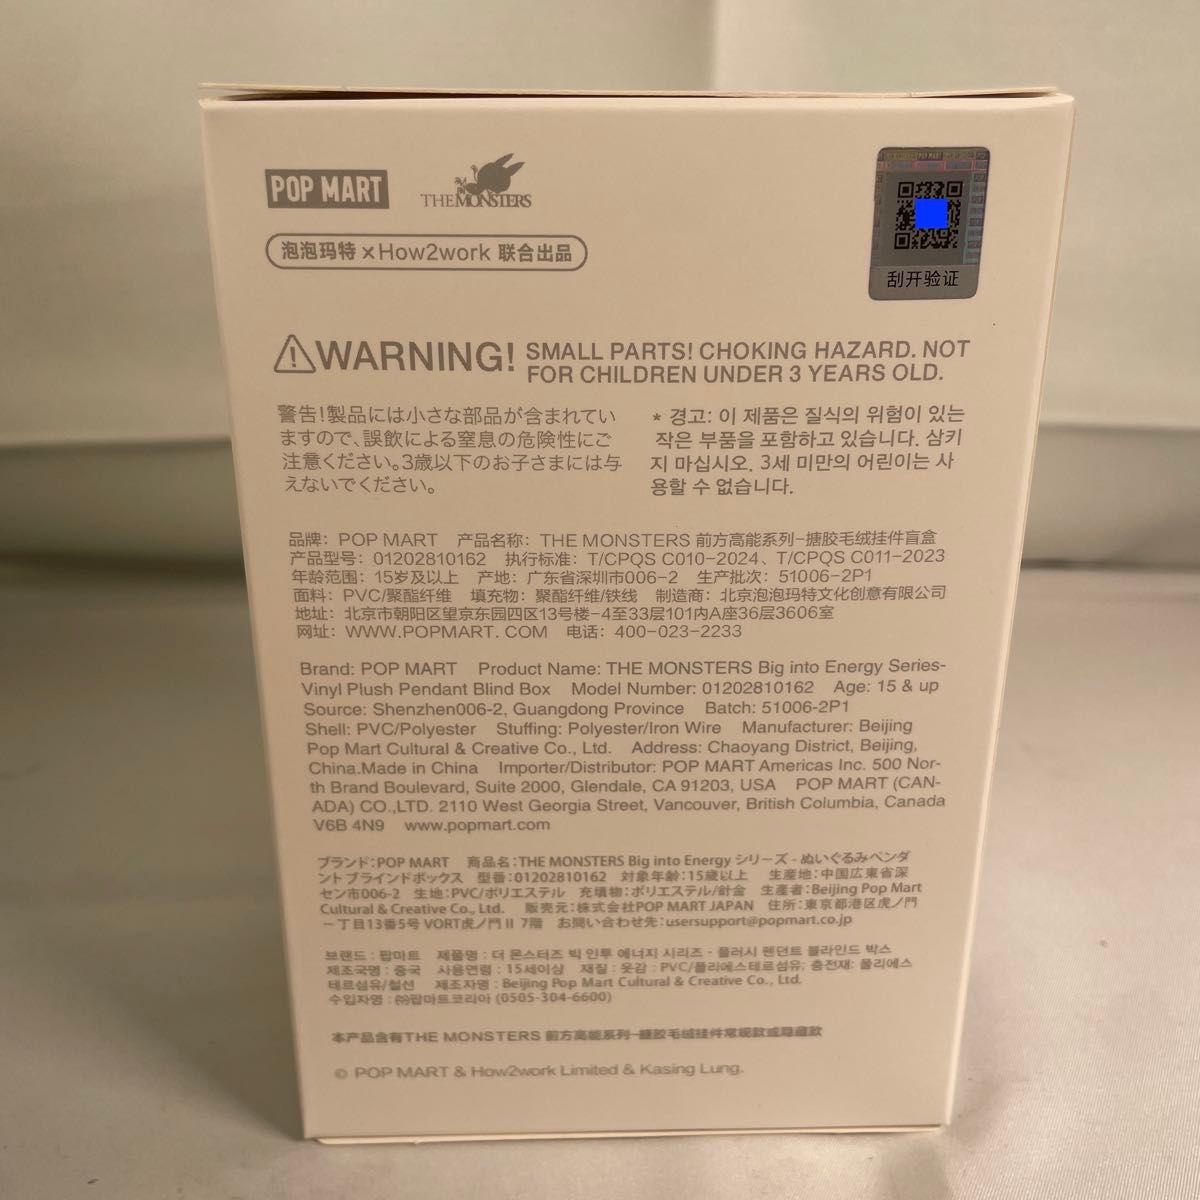 POP MART
THE MONSTERS
泡泡玛特×How2work 联合出品
刮开验证
WARNING! SMALL PARTS! CHOKING HAZARD. NOT
FOR CHILDREN UNDER 3 YEARS OLD.
警告!製品には小さな部品が含まれてい
ますので、誤飲による窒息の危険性にご
注意ください。3歳以下のお子さまには与
えないでください。
* 경고: 이 제품은 질식의 위험이 있는
작은 부품을 포함하고 있습니다. 삼키
지 마십시오. 3세 미만의 어린이는 사
용할 수 없습니다.
品牌: POP MART 产品名称: THE MONSTERS 前方高能系列-搪胶毛绒挂件盲盒
产品型号: 01202810162 执行标准: T/CPQS C010-2024、T/CPQS C011-2023
年龄范围: 15岁及以上 产地: 广东省深圳市006-2 生产批次: 51006-2P1
面料: PVC/聚酯纤维 填充物: 聚酯纤维/铁线 制造商: 北京泡泡玛特文化创意有限公司
地址: 北京市朝阳区望京东园四区13号楼-4至33层101内A座36层3606室
网址: WWW.POPMART. COM 电话: 400-023-2233
Brand: POP MART Product Name: THE MONSTERS Big into Energy Series-
Vinyl Plush Pendant Blind Box Model Number: 01202810162 Age: 15 & up
Source: Shenzhen006-2, Guangdong Province Batch: 51006-2P1
Shell: PVC/Polyester Stuffing: Polyester/Iron Wire Manufacturer: Beijing
Pop Mart Cultural & Creative Co., Ltd. Address: Chaoyang District, Beijing,
China.Made in China Importer/Distributor: POP MART Americas Inc. 500 Nor-
th Brand Boulevard, Suite 2000, Glendale, CA 91203, USA POP MART (CAN-
ADA) CO.,LTD. 2110 West Georgia Street, Vancouver, British Columbia, Canada
V6B 4N9 www.popmart.com
ブランド:POP MART 商品名:THE MONSTERS Big into Energy シリーズ - ぬいぐるみペンダ
ント ブラインドボックス 型番:01202810162 対象年齢:15歳以上 生産地:中国広東省深
セン市006-2 生地:PVC/ポリエステル 充填物:ポリエステル/針金 生産者:Beijing Pop Mart
Cultural & Creative Co., Ltd. 販売元:株式会社POP MART JAPAN 住所:東京都港区虎ノ門
一丁目13番5号 VORT虎ノ門 II 7階 お問い合わせ先:usersupport@popmart.co.jp
브랜드 : 팝마트 제품명 : 더 몬스터즈 빅 인투 에너지 시리즈 - 플러시 펜던트 블라인드 박스
제조국명 : 중국 사용연령 : 15세이상 재질 : 옷감 : PVC/폴리에스테르섬유; 충전재: 폴리에스
테르섬유/철선 제조자명 : Beijing Pop Mart Cultural & Creative Co., Ltd.
수입자명 : ㈜팝마트코리아 (0505-304-6600)
本产品含有THE MONSTERS 前方高能系列-搪胶毛绒挂件常规款或隐藏款
© POP MART & How2work Limited & Kasing Lung.